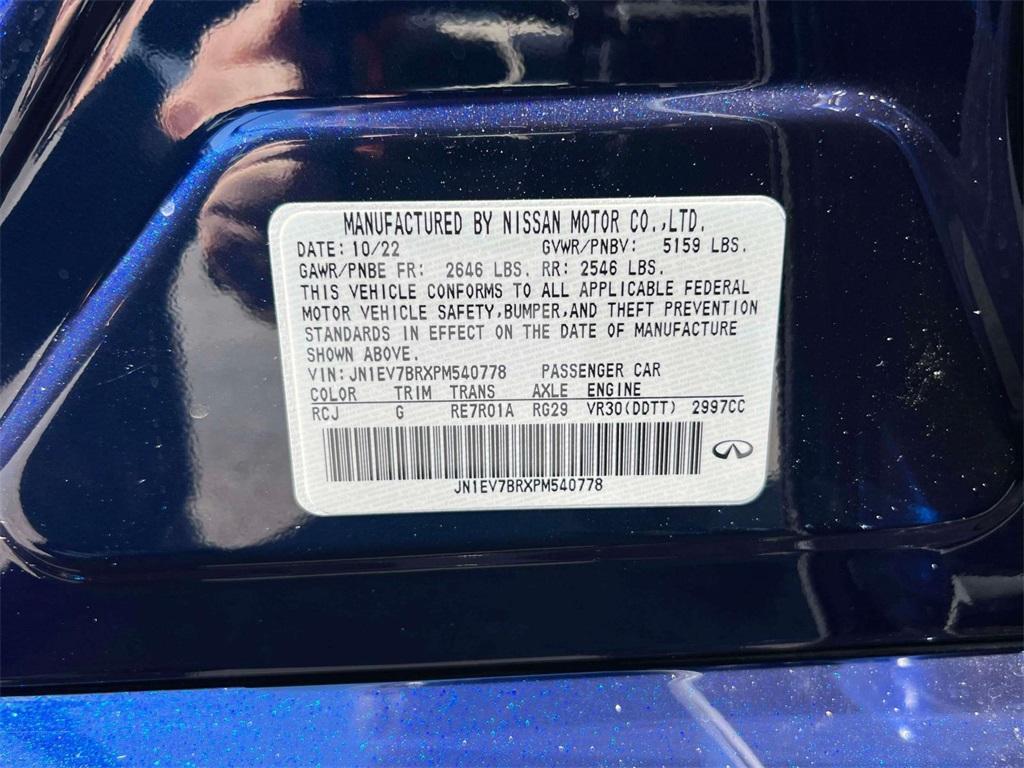 MANUFACTURED BY NISSAN MOTOR CO.,LTD.
DATE: 10/22 GVWR/PNBV: 5159 LBS.
GAWR/PNBE FR: 2646 LBS. RR: 2546 LBS.
THIS VEHICLE CONFORMS TO ALL APPLICABLE FEDERAL
MOTOR VEHICLE SAFETY,BUMPER,AND THEFT PREVENTION
STANDARDS IN EFFECT ON THE DATE OF MANUFACTURE
SHOWN ABOVE.
VIN:JN1EV7BRXPM540778 PASSENGER CAR
COLOR TRIM TRANS AXLE ENGINE
RCJ G RE7R01A RG29 VR30(DDTT) 2997CC
JN1EV7BRXPM540778